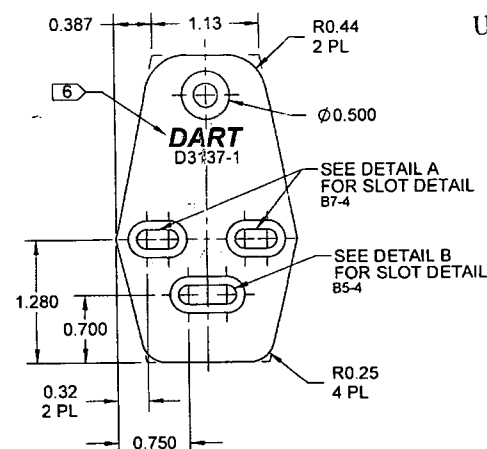 0.387
1.13
R0.44
2 PL
U
6
Ø0.500
DART
D3137-1
SEE DETAIL A
FOR SLOT DETAIL
B7-4
SEE DETAIL B
FOR SLOT DETAIL
B5-4
1.280
0.700
0.32
2 PL
R0.25
4 PL
0.750